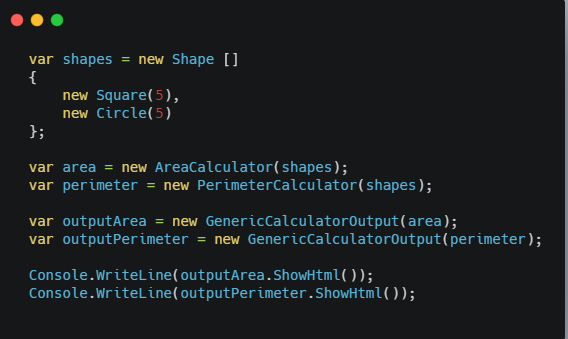 var shapes = new Shape []
{
    new Square(5),
    new Circle(5)
};

var area = new AreaCalculator(shapes);
var perimeter = new PerimeterCalculator(shapes);

var outputArea = new GenericCalculatorOutput(area);
var outputPerimeter = new GenericCalculatorOutput(perimeter);

Console.WriteLine(outputArea.ShowHtml());
Console.WriteLine(outputPerimeter.ShowHtml());